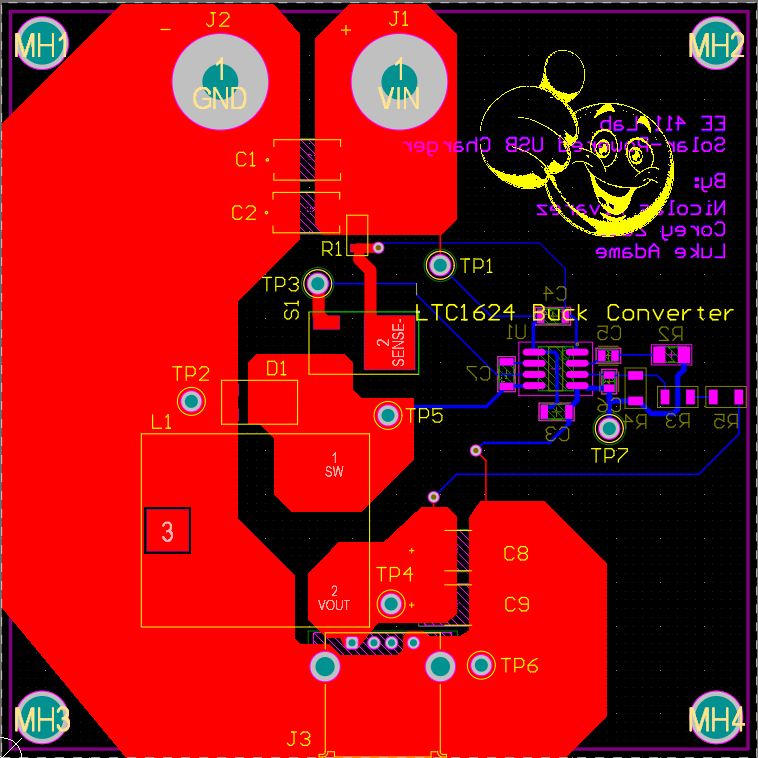 J2
J1
MH1
-
+
MH2
1
GND
1
VIN
EE 411 Lab
Solar-Powered USB Charger
By:
Corey
Luke Adame
C1
C2
R1
TP3
TP1
S1
C4
LTC1624 Buck Converter
U1
C5
R2
2
SENSE-
D1
C7
TP2
TP5
L1
C3
C6
R4
R3
R5
TP7
1
SW
3
+
C8
TP4
2
VOUT
+
C9
TP6
MH3
J3
MH4